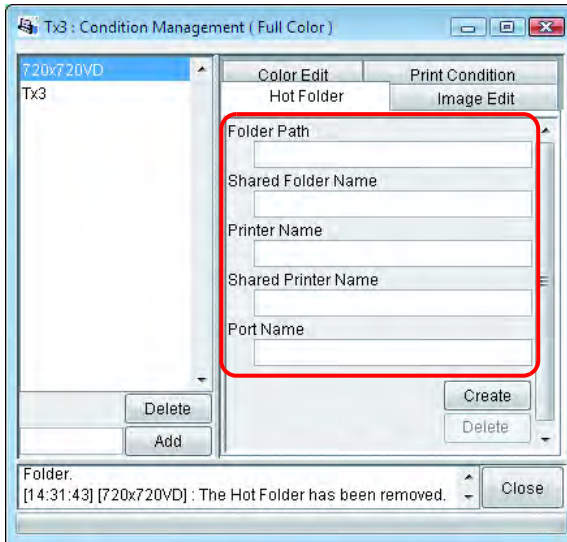 Tx3 : Condition Management ( Full Color )
720x720VD
Tx3
Color Edit
Print Condition
Hot Folder
Image Edit
Folder Path
Shared Folder Name
Printer Name
Shared Printer Name
Port Name
Create
Delete
Delete
Add
Folder.
[14:31:43] [720x720VD] : The Hot Folder has been removed.
Close